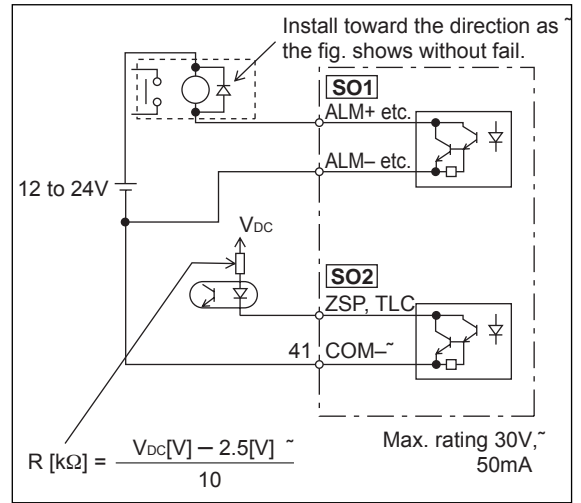 Install toward the direction as ˜
the fig. shows without fail.
SO1
ALM+ etc.
ALM– etc.
12 to 24V
VDC
SO2
ZSP, TLC
41 COM–˜
Max. rating 30V,˜
50mA
R [kΩ] = VDC[V] – 2.5[V] ˜
10